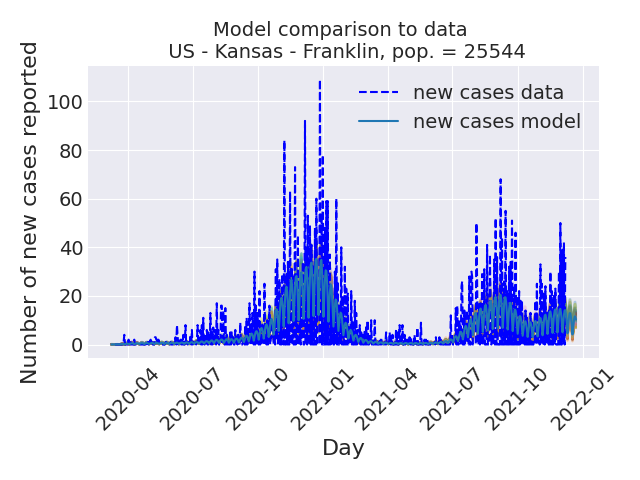 Model comparison to data
US - Kansas - Franklin, pop. = 25544
Number of new cases reported
100
80
60
40
20
0
new cases data
new cases model
2020-04
2020-07
2020-10
2021-01
2021-04
2021-07
2021-10
2022-01
Day